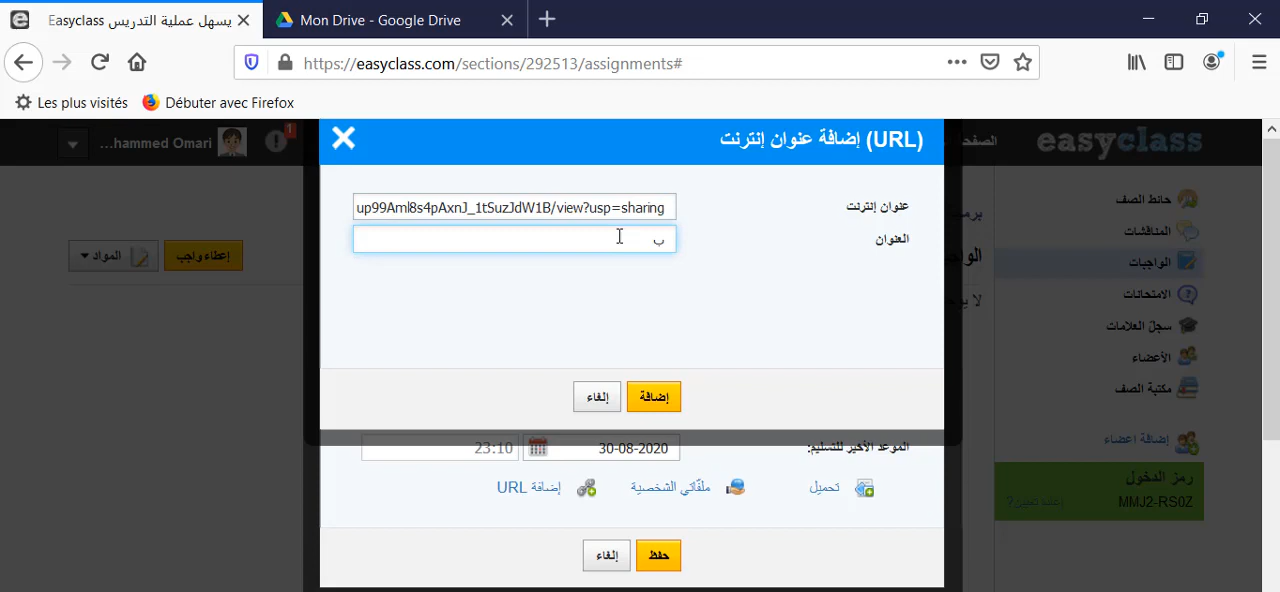 يسهل عملية التدريس Easyclass
Mon Drive - Google Drive
https://easyclass.com/sections/292513/assignments#
Les plus visités
Débuter avec Firefox
...hammed Omari
1
الصفحة
easyclass
إضافة عنوان إنترنت (URL)
عنوان إنترنت
up99Aml8s4pAxnJ_1tSuzJdW1B/view?usp=sharing
العنوان
ب
إضافة
إلغاء
الموعد الأخير للتسليم:
30-08-2020
23:10
تحميل
ملفّاتي الشخصية
إضافة URL
حفظ
إلغاء
إعطاء واجب
المواد
حائط الصف
المناقشات
الواجبات
الامتحانات
سجلّ العلامات
الأعضاء
مكتبة الصف
إضافة اعضاء
رمز الدخول
MMJ2-RS0Z